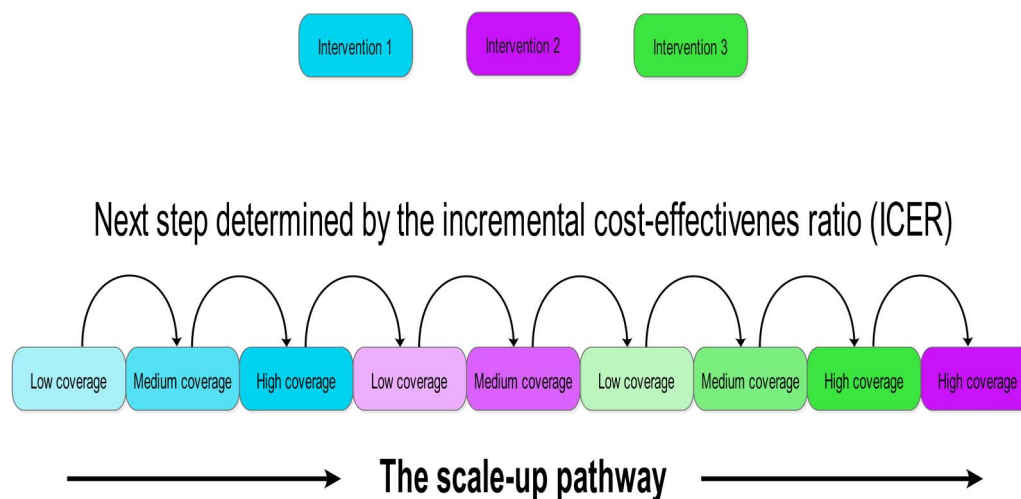 Intervention 1
Intervention 2
Intervention 3
Next step determined by the incremental cost-effectivenes ratio (ICER)
Low coverage
Medium coverage
High coverage
Low coverage
Medium coverage
Low coverage
Medium coverage
High coverage
High coverage
The scale-up pathway